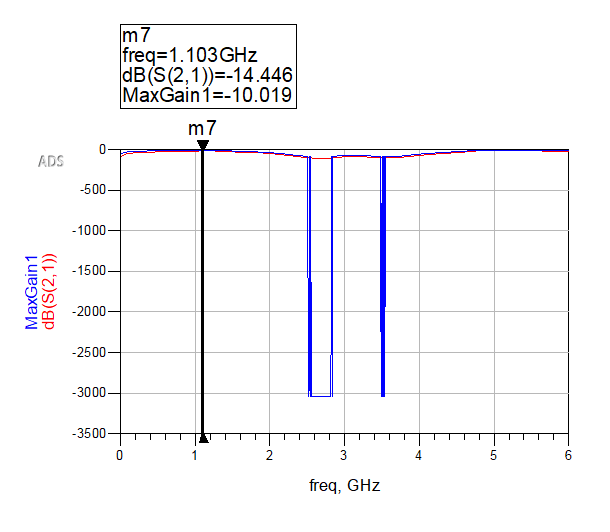 m7
freq=1.103GHz
dB(S(2,1))=-14.446
MaxGain1=-10.019
m7
ADS
0
-500
-1000
-1500
-2000
-2500
-3000
-3500
MaxGain1
dB(S(2,1))
0
1
2
3
4
5
6
freq, GHz